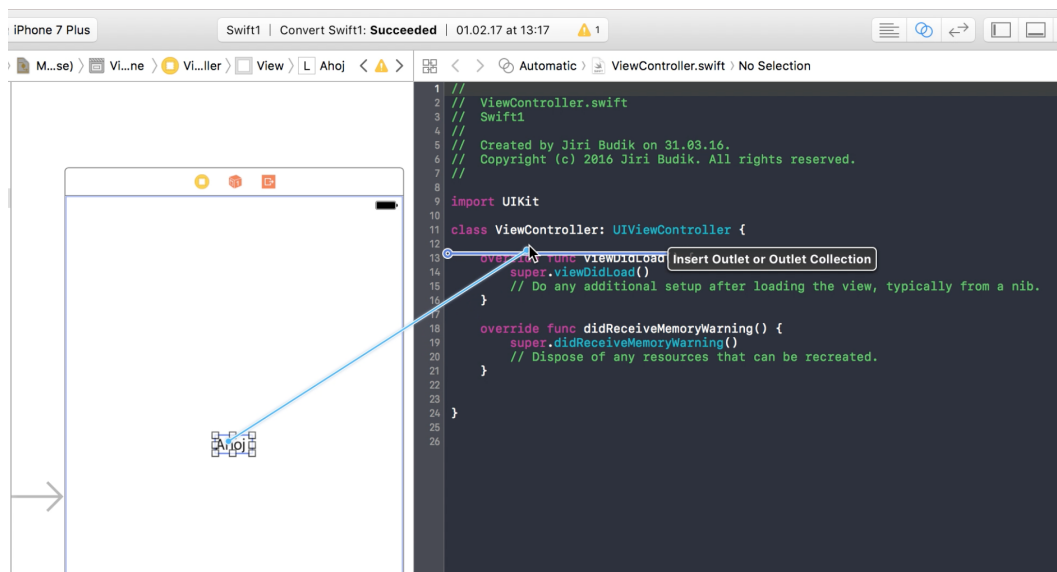 iPhone 7 Plus
Swift1 | Convert Swift1: Succeeded | 01.02.17 at 13:17 1
M...se) Vi...ne Vi...ller View L Ahoj
Automatic ViewController.swift No Selection
1 //
2 // ViewController.swift
3 // Swift1
4 //
5 // Created by Jiri Budik on 31.03.16.
6 // Copyright (c) 2016 Jiri Budik. All rights reserved.
7 //
8
9 import UIKit
10
11 class ViewController: UIViewController {
12
13 override func viewDidLoad
Insert Outlet or Outlet Collection
14 super.viewDidLoad()
15 // Do any additional setup after loading the view, typically from a nib.
16 }
17
18 override func didReceiveMemoryWarning() {
19 super.didReceiveMemoryWarning()
20 // Dispose of any resources that can be recreated.
21 }
22
23
24 }
25
26
Ahoj